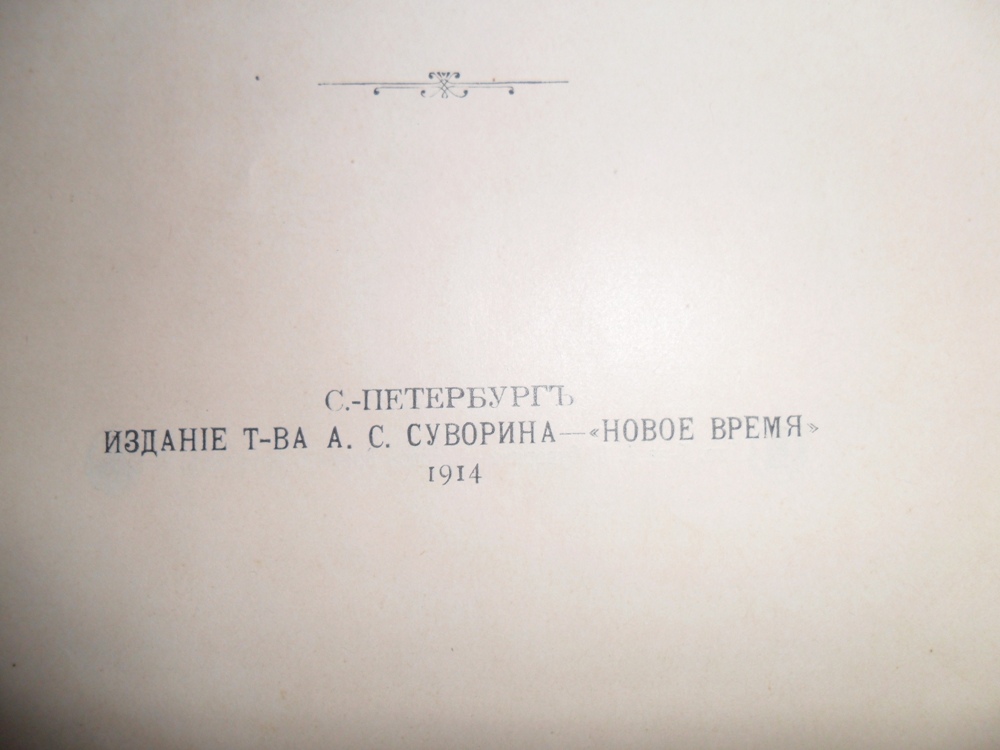 С.-ПЕТЕРБУРГЪ
ИЗДАНІЕ Т-ВА А. С. СУВОРИНА—«НОВОЕ ВРЕМЯ»
1914